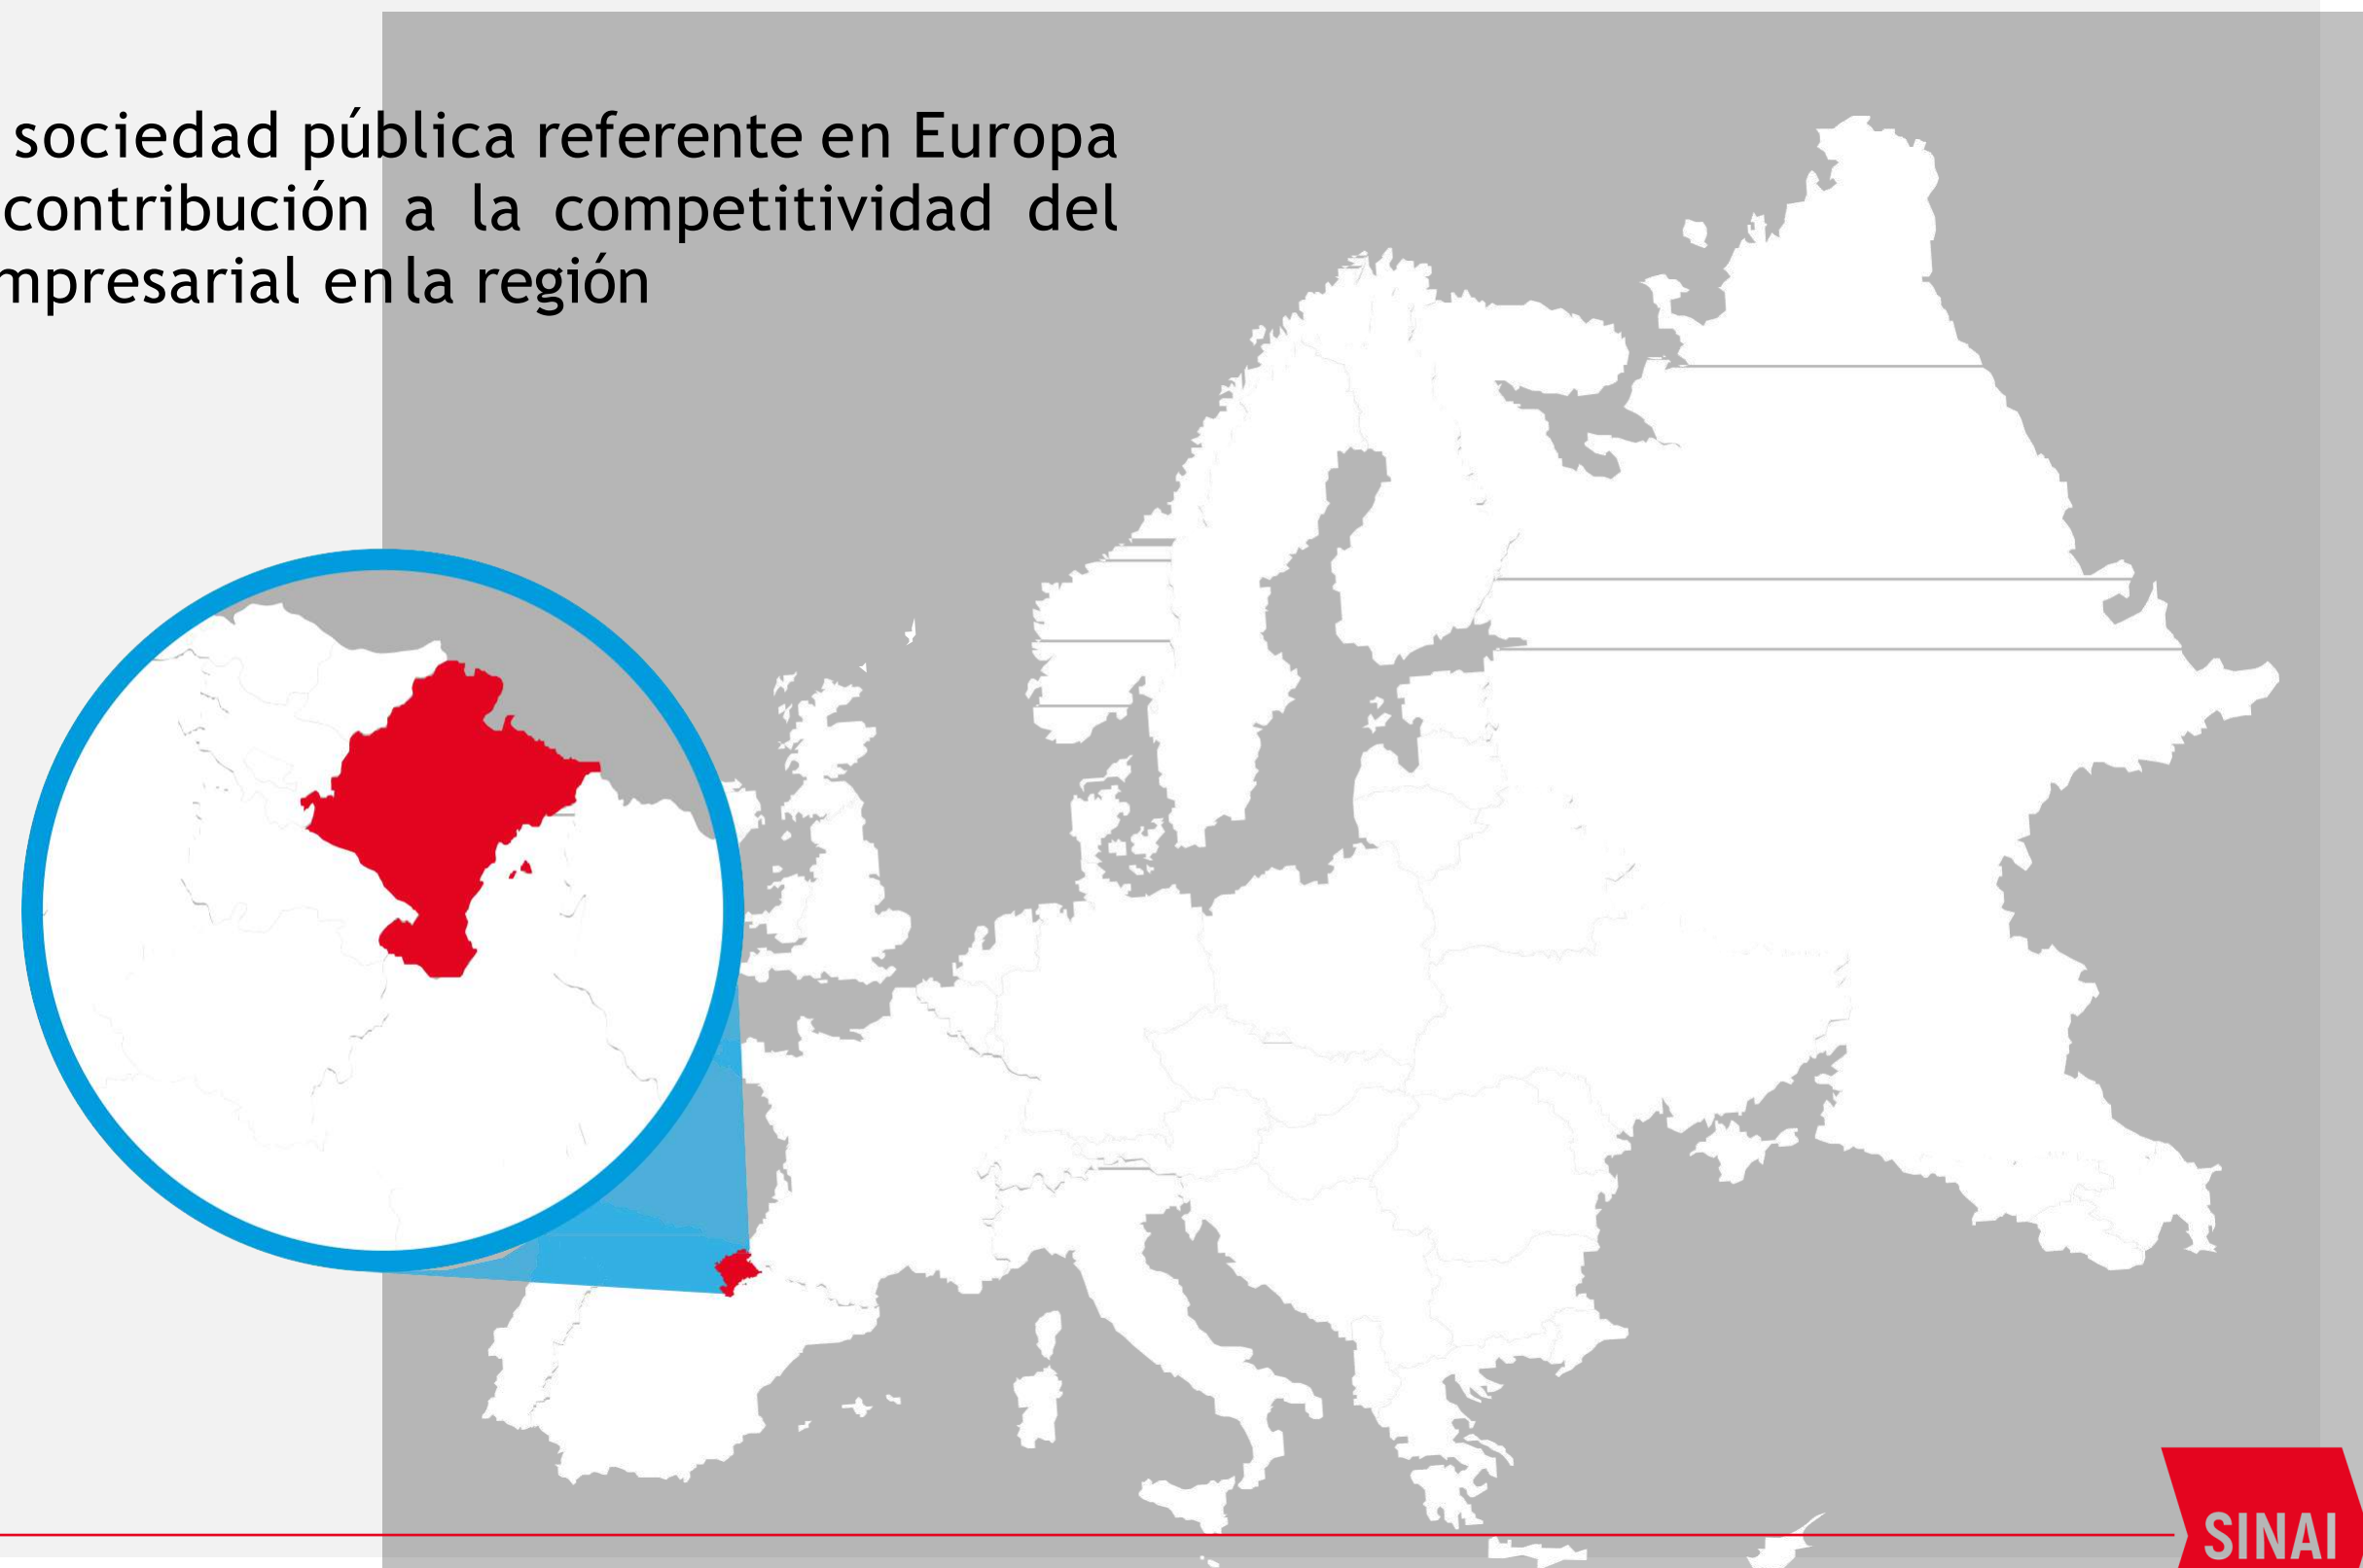 sociedad pública referente en Europa
contribución a la competitividad del
mpresarial en la región
SINAI